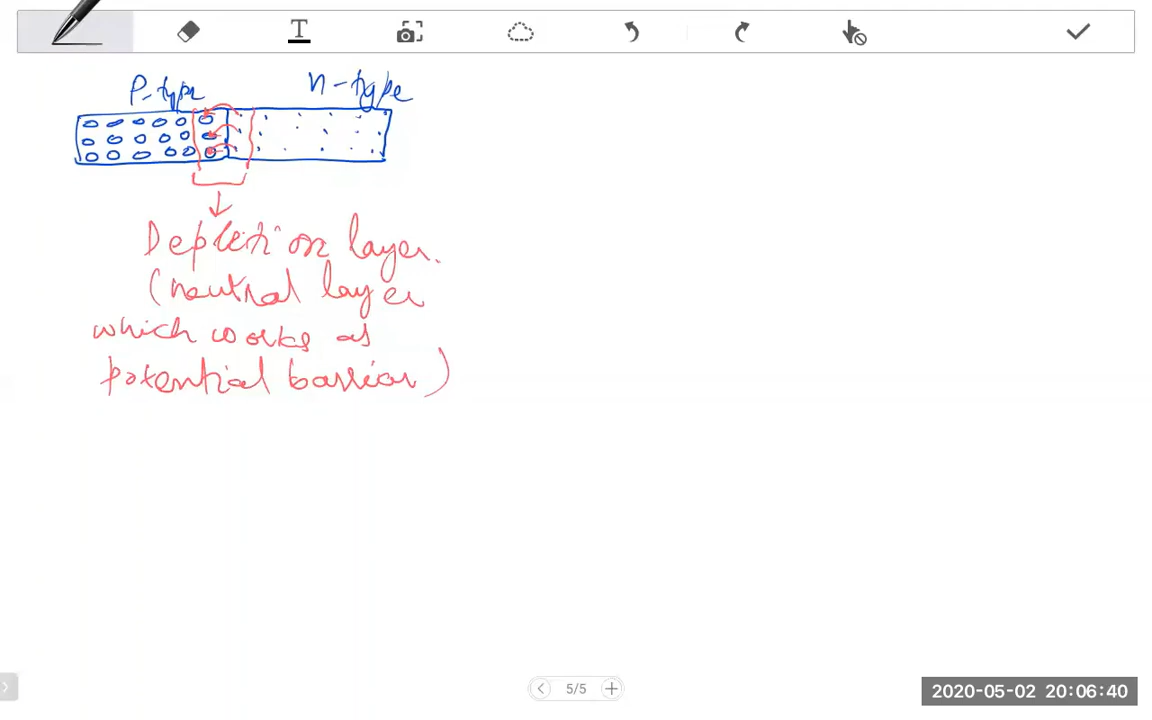 T
P-type n-type
Depletion layer.
(neutral layer
which works as
potential barrier)
5/5
2020-05-02 20:06:40